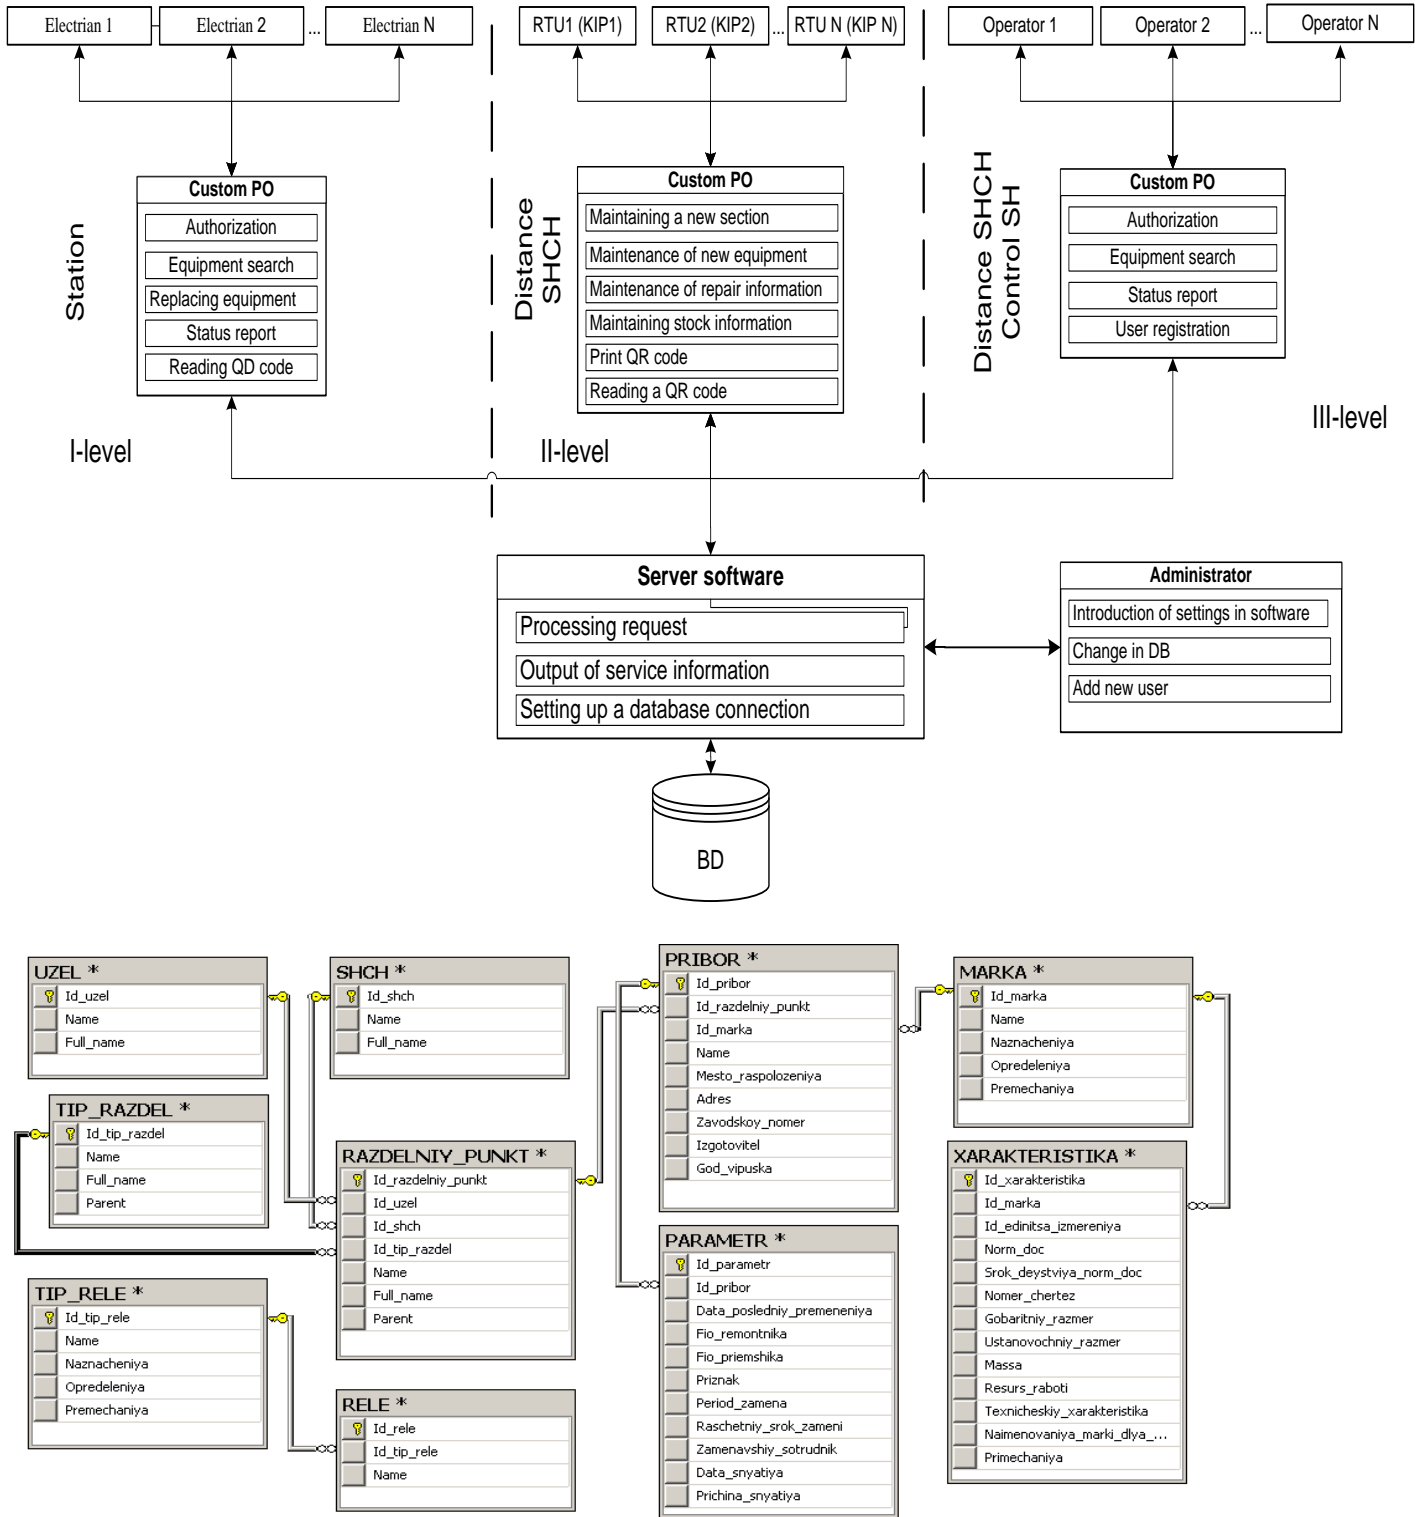 Electrian 1
Electrian 2
...
Electrian N
RTU1 (KIP1)
RTU2 (KIP2)
...
RTU N (KIP N)
Operator 1
Operator 2
...
Operator N
Station
Custom PO
Authorization
Equipment search
Replacing equipment
Status report
Reading QD code
I-level
Distance
SHCH
Custom PO
Maintaining a new section
Maintenance of new equipment
Maintenance of repair information
Maintaining stock information
Print QR code
Reading a QR code
II-level
Distance SHCH
Control SH
Custom PO
Authorization
Equipment search
Status report
User registration
III-level
Server software
Processing request
Output of service information
Setting up a database connection
Administrator
Introduction of settings in software
Change in DB
Add new user
BD
UZEL *
Id_uzel
Name
Full_name
SHCH *
Id_shch
Name
Full_name
PRIBOR *
Id_pribor
Id_razdelniy_punkt
Id_marka
Name
Mesto_raspolozeniya
Adres
Zavodskoy_nomer
Izgotovitel
God_vipuska
MARKA *
Id_marka
Name
Naznacheniya
Opredeleniya
Premechaniya
TIP_RAZDEL *
Id_tip_razdel
Name
Full_name
Parent
RAZDELNIY_PUNKT *
Id_razdelniy_punkt
Id_uzel
Id_shch
Id_tip_razdel
Name
Full_name
Parent
XARAKTERISTIKA *
Id_xarakteristika
Id_marka
Id_edinitsa_izmereniya
Norm_doc
Srok_deystviya_norm_doc
Nomer_chertez
Gobaritniy_razmer
Ustanovochniy_razmer
Massa
Resurs_raboti
Texnicheskiy_xarakteristika
Naimenovaniya_marki_dlya_...
Primechaniya
PARAMETR *
Id_parametr
Id_pribor
Data_posledniy_premeneniya
Fio_remontnika
Fio_priemshika
Priznak
Period_zamena
Raschetniy_srok_zameni
Zamenavshiy_sotrudnik
Data_snyatiya
Prichina_snyatiya
TIP_RELE *
Id_tip_rele
Name
Naznacheniya
Opredeleniya
Premechaniya
RELE *
Id_rele
Id_tip_rele
Name